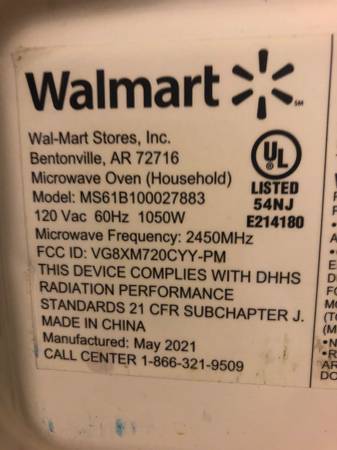 Walmart
SM
Wal-Mart Stores, Inc.
Bentonville, AR 72716
Microwave Oven (Household)
Model: MS61B100027883
120 Vac 60Hz 1050W
Microwave Frequency: 2450MHz
FCC ID: VG8XM720CYY-PM
THIS DEVICE COMPLIES WITH DHHS
RADIATION PERFORMANCE
STANDARDS 21 CFR SUBCHAPTER J.
MADE IN CHINA
Manufactured: May 2021
CALL CENTER 1-866-321-9509
UL
LISTED
54NJ
E214180